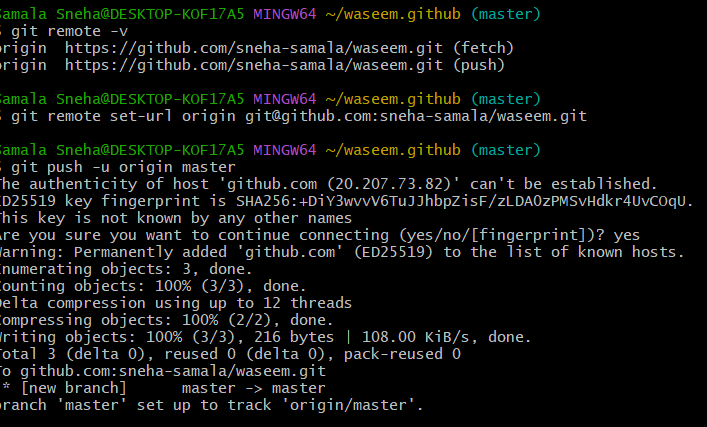 Samala Sneha@DESKTOP-KOF17A5 MINGW64 ~/waseem.github (master)
$ git remote -v
origin  https://github.com/sneha-samala/waseem.git (fetch)
origin  https://github.com/sneha-samala/waseem.git (push)
Samala Sneha@DESKTOP-KOF17A5 MINGW64 ~/waseem.github (master)
$ git remote set-url origin git@github.com:sneha-samala/waseem.git
Samala Sneha@DESKTOP-KOF17A5 MINGW64 ~/waseem.github (master)
$ git push -u origin master
The authenticity of host 'github.com (20.207.73.82)' can't be established.
ED25519 key fingerprint is SHA256:+DiY3wvvV6TuJJhbpZisF/zLDA0zPMSvHdkr4UvCOqU.
This key is not known by any other names
Are you sure you want to continue connecting (yes/no/[fingerprint])? yes
Warning: Permanently added 'github.com' (ED25519) to the list of known hosts.
Enumerating objects: 3, done.
Counting objects: 100% (3/3), done.
Delta compression using up to 12 threads
Compressing objects: 100% (2/2), done.
Writing objects: 100% (3/3), 216 bytes | 108.00 KiB/s, done.
Total 3 (delta 0), reused 0 (delta 0), pack-reused 0
To github.com:sneha-samala/waseem.git
* [new branch]      master -> master
branch 'master' set up to track 'origin/master'.